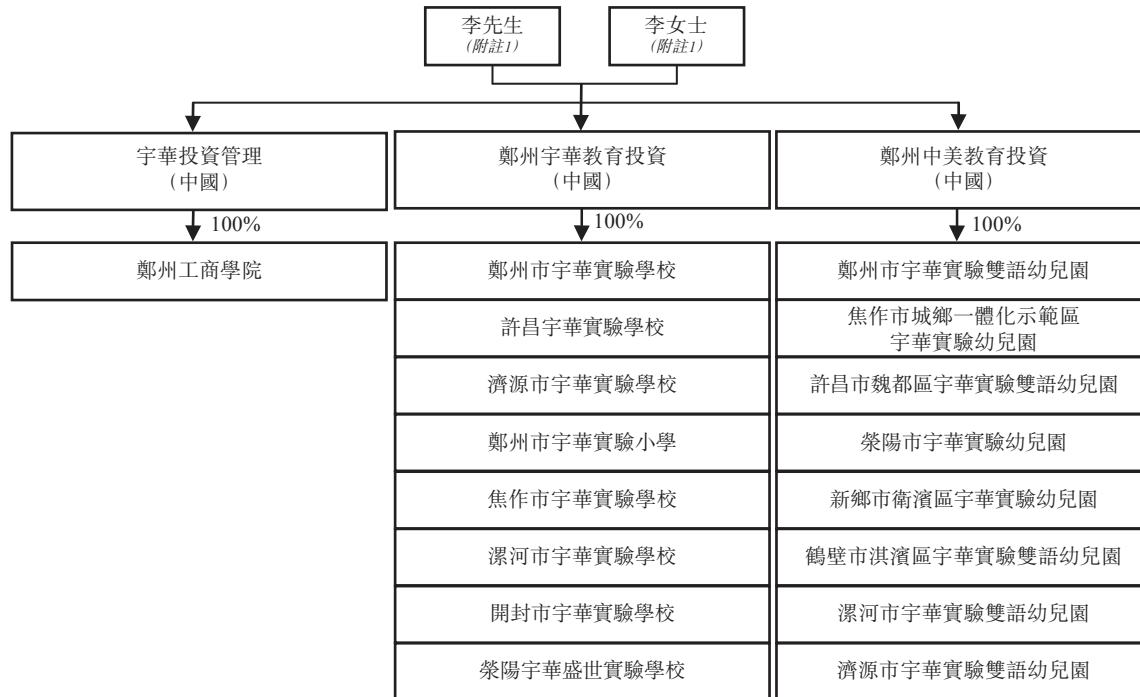 李先生
(附註1)
李女士
(附註1)
宇華投資管理
(中國)
鄭州宇華教育投資
(中國)
鄭州中美教育投資
(中國)
100%
100%
100%
鄭州工商學院
鄭州市宇華實驗學校
鄭州市宇華實驗雙語幼兒園
許昌宇華實驗學校
焦作市城鄉一體化示範區
宇華實驗幼兒園
濟源市宇華實驗學校
許昌市魏都區宇華實驗雙語幼兒園
鄭州市宇華實驗小學
滎陽市宇華實驗幼兒園
焦作市宇華實驗學校
新鄉市衛濱區宇華實驗幼兒園
漯河市宇華實驗學校
鶴壁市淇濱區宇華實驗雙語幼兒園
開封市宇華實驗學校
漯河市宇華實驗雙語幼兒園
滎陽宇華盛世實驗學校
濟源市宇華實驗雙語幼兒園